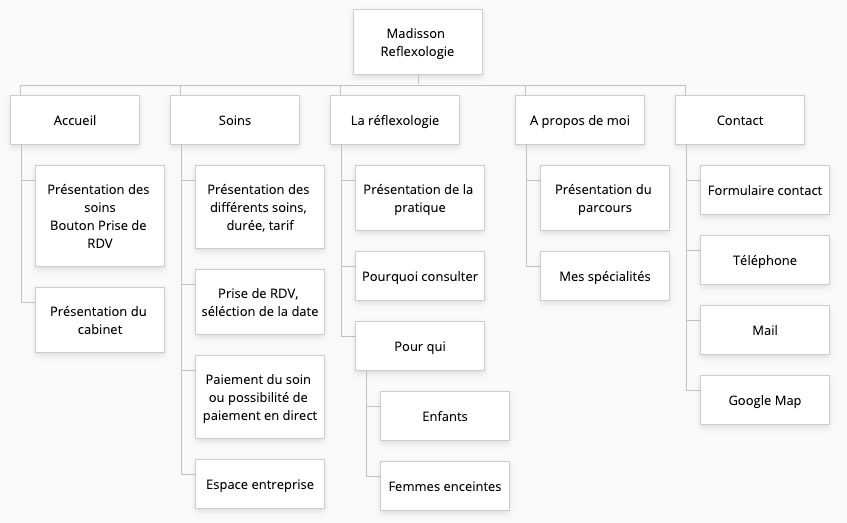 Madisson
Reflexologie
Accueil
Soins
La réflexologie
A propos de moi
Contact
Présentation des
soins
Bouton Prise de
RDV
Présentation du
cabinet
Présentation des
différents soins,
durée, tarif
Prise de RDV,
séléction de la date
Paiement du soin
ou possibilité de
paiement en direct
Espace entreprise
Présentation de la
pratique
Pourquoi consulter
Pour qui
Enfants
Femmes enceintes
Présentation du
parcours
Mes spécialités
Formulaire contact
Téléphone
Mail
Google Map